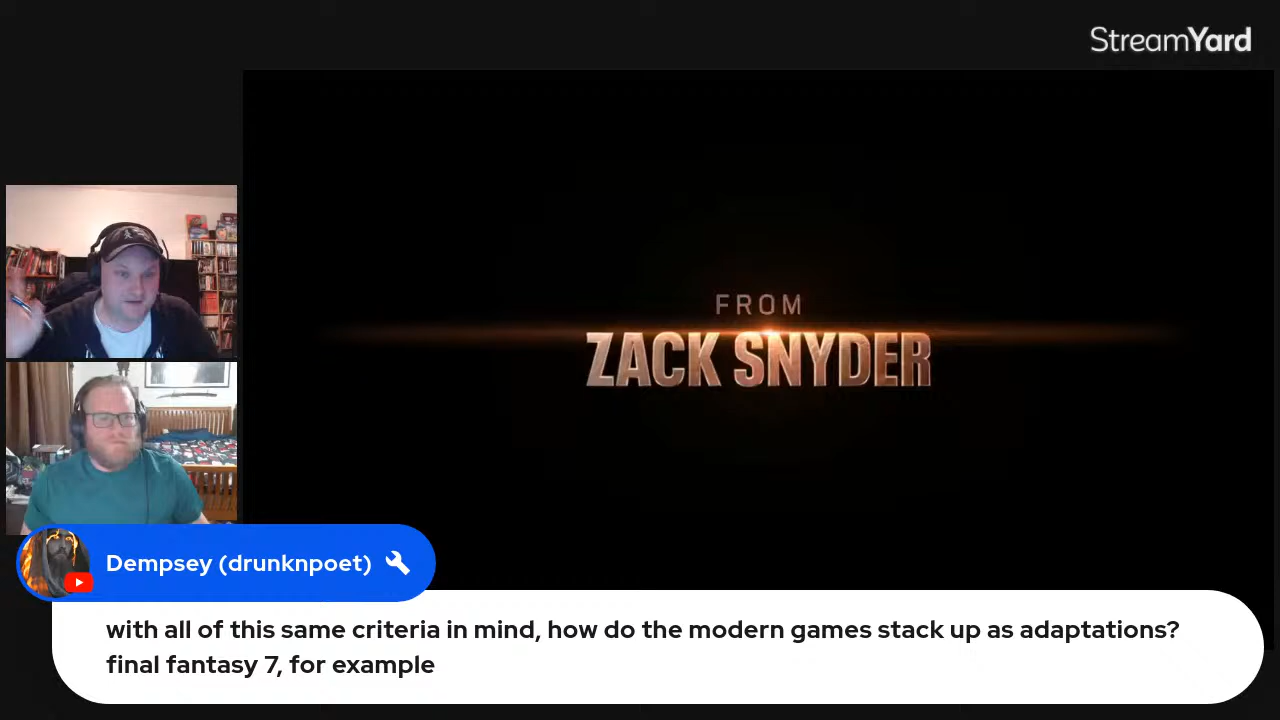 StreamYard
FROM
ZACK SNYDER
Dempsey (drunknpoet)
with all of this same criteria in mind, how do the modern games stack up as adaptations?
final fantasy 7, for example